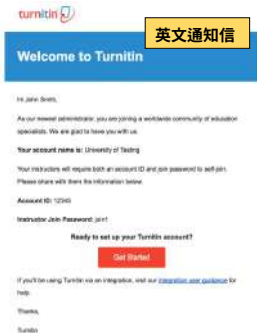 turnitin
英文通知信
Welcome to Turnitin
Hi John Smith,
As our newest administrator, you are joining a worldwide community of education
specialists. We are glad to have you with us.
Your account name is: University of Testing
Your instructors will require both an account ID and join password to self-join.
Please share with them the information below.
Account ID: 12345
Instructor Join Password: join1
Ready to set up your Turnitin account?
Get Started
If you'll be using Turnitin via an integration, visit our integration user guidance for
help.
Thanks,
Turnitin